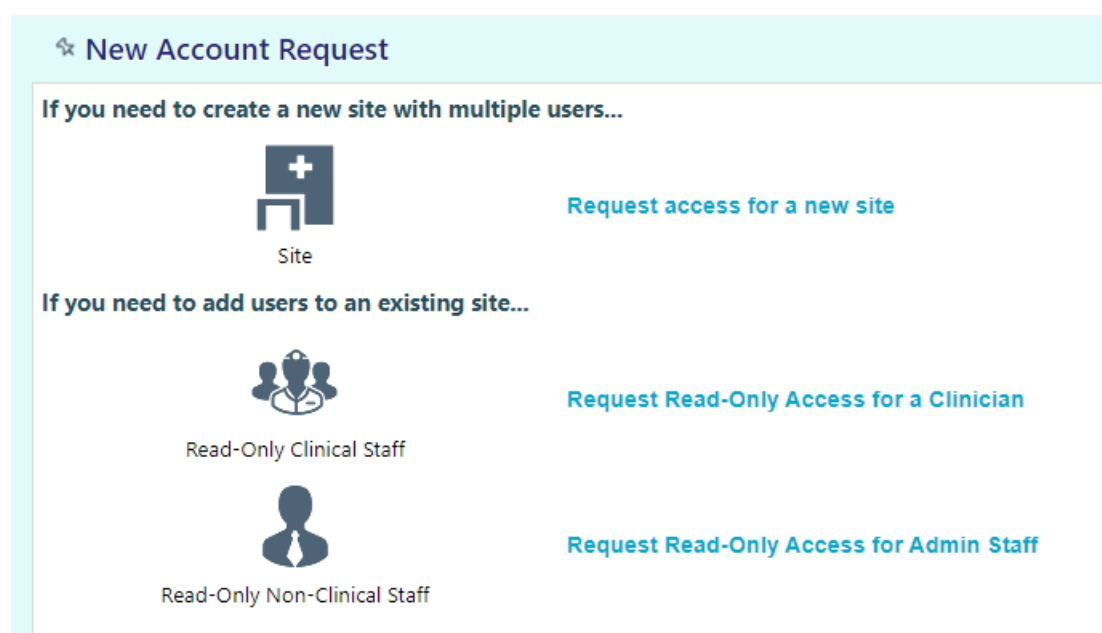 New Account Request
If you need to create a new site with multiple users...
Request access for a new site
Site
If you need to add users to an existing site...
Request Read-Only Access for a Clinician
Read-Only Clinical Staff
Request Read-Only Access for Admin Staff
Read-Only Non-Clinical Staff